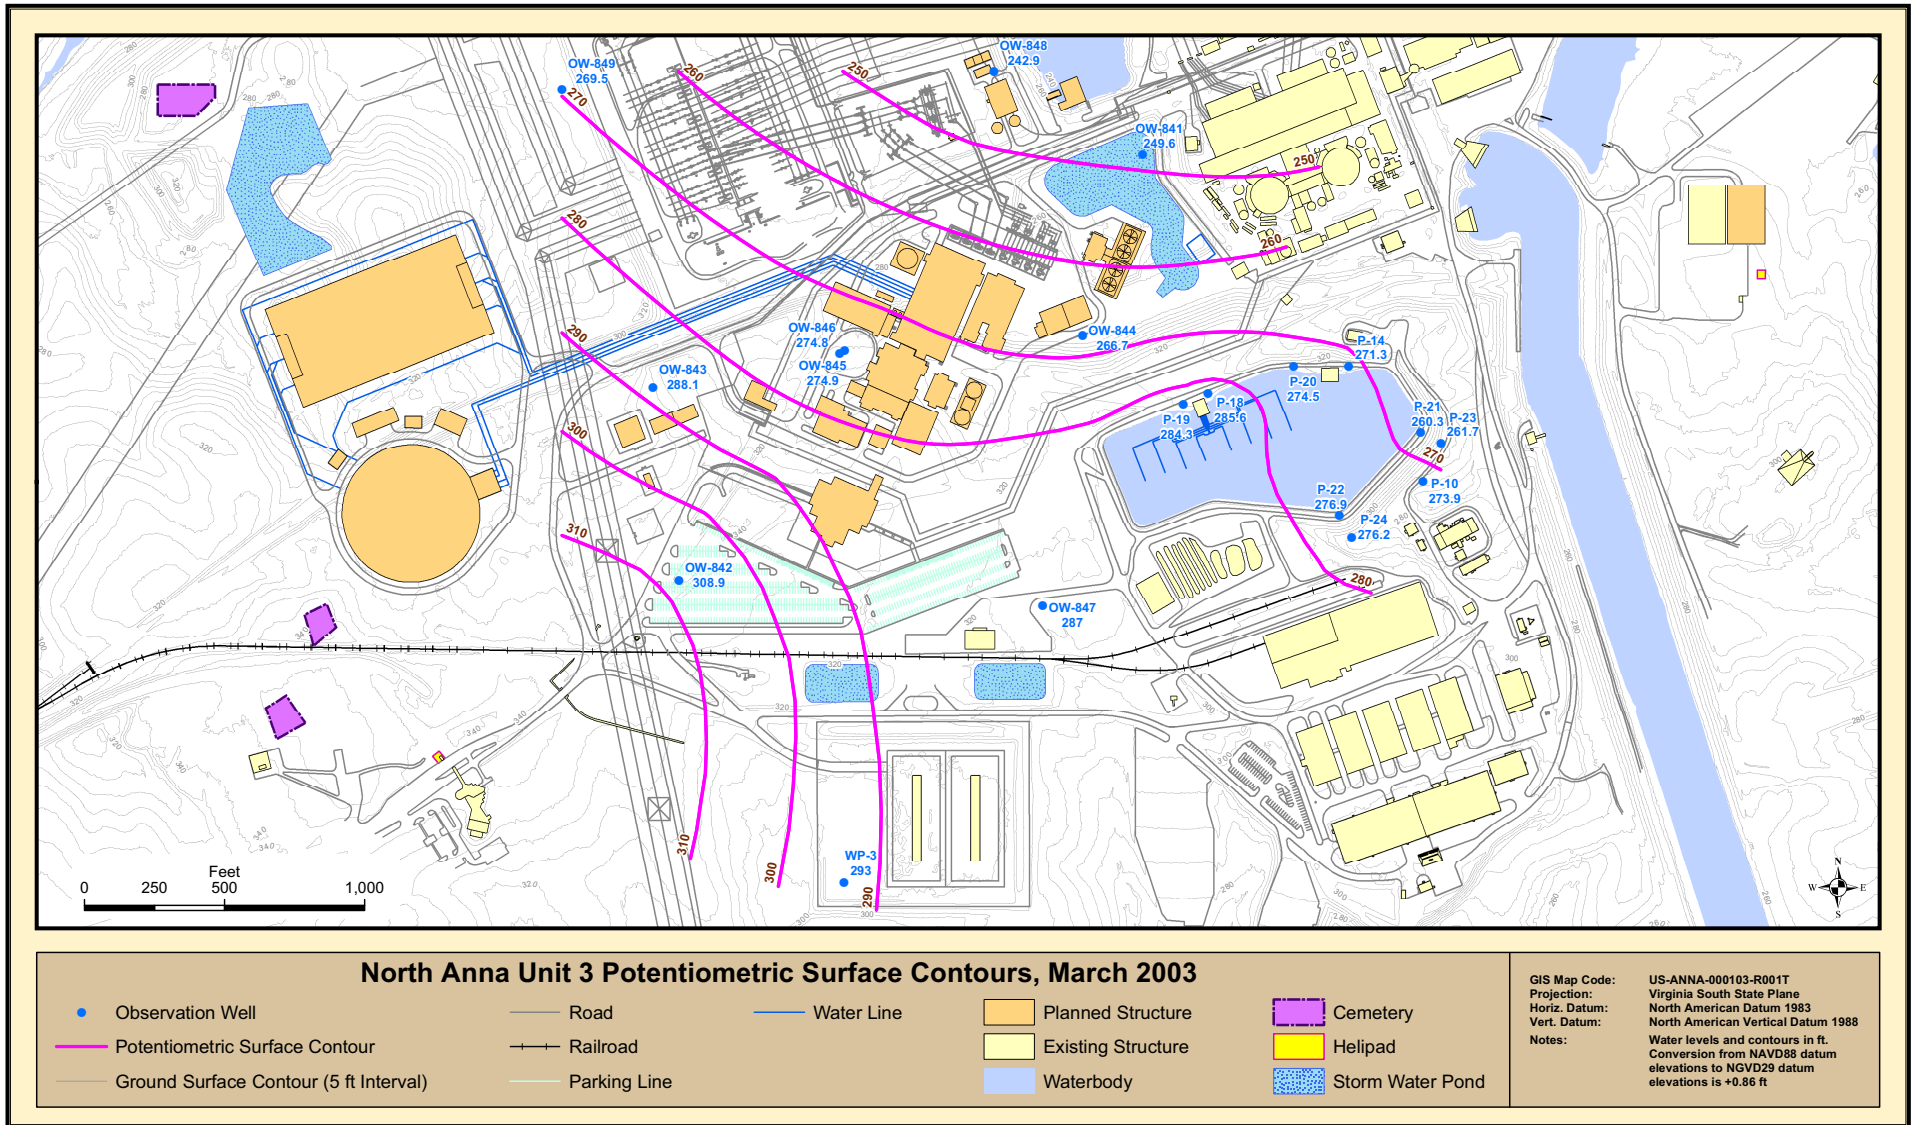 OW-848
242.9
OW-849
269.5
260
250
270
OW-841
249.6
250
280
260
290
OW-846
274.8
OW-844
266.7
P-14
271.3
OW-845
274.9
OW-843
288.1
P-20
274.5
P-18
285.6
P-19
284.3
P-21
260.3
P-23
261.7
270
300
P-10
273.9
P-22
276.9
P-24
276.2
310
OW-842
308.9
280
OW-847
287
310
300
290
WP-3
293
Feet
0 250 500 1,000
N
W E
S
North Anna Unit 3 Potentiometric Surface Contours, March 2003
Observation Well
Potentiometric Surface Contour
Ground Surface Contour (5 ft Interval)
Road
Railroad
Parking Line
Water Line
Planned Structure
Existing Structure
Waterbody
Cemetery
Helipad
Storm Water Pond
GIS Map Code: US-ANNA-000103-R001T
Projection: Virginia South State Plane
Horiz. Datum: North American Datum 1983
Vert. Datum: North American Vertical Datum 1988
Notes: Water levels and contours in ft.
Conversion from NAVD88 datum
elevations to NGVD29 datum
elevations is +0.86 ft